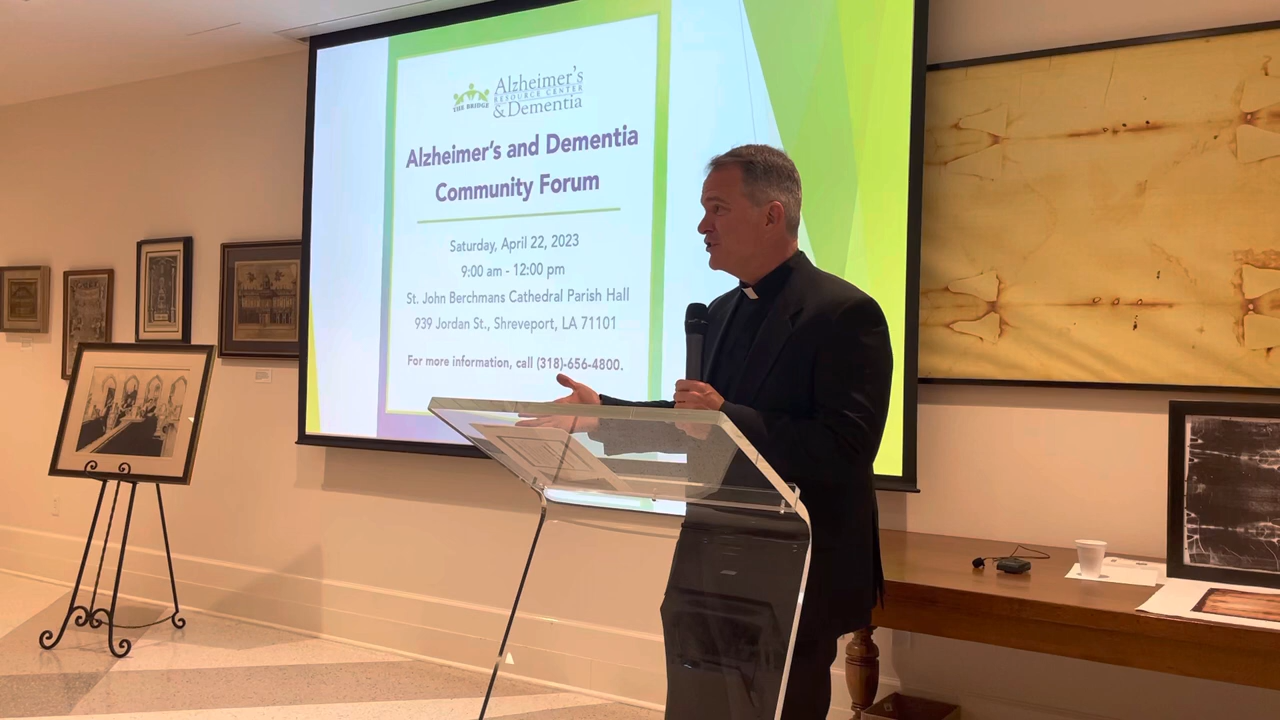 THE BRIDGE
Alzheimer's
RESOURCE CENTER
& Dementia
Alzheimer's and Dementia
Community Forum
Saturday, April 22, 2023
9:00 am - 12:00 pm
St. John Berchmans Cathedral Parish Hall
939 Jordan St., Shreveport, LA 71101
For more information, call (318)-656-4800.